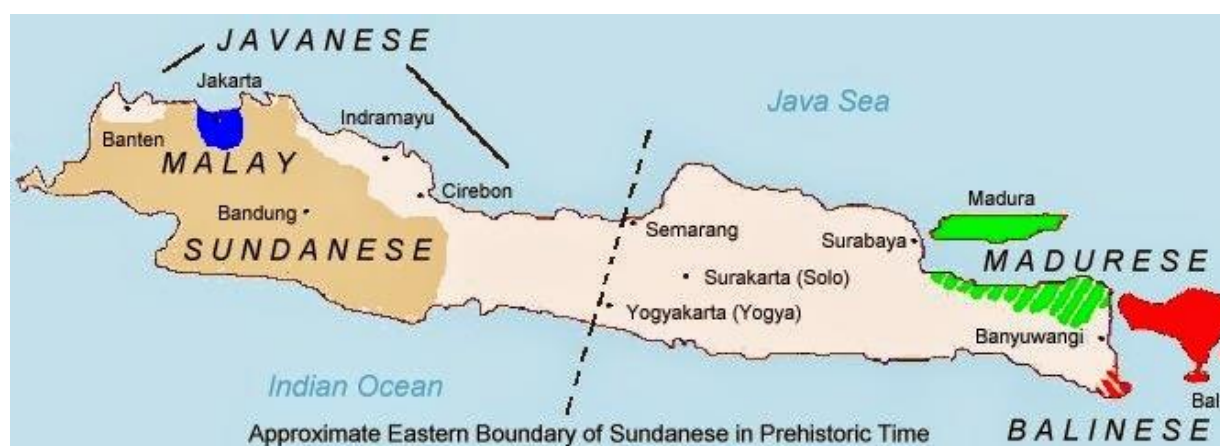 JAVANESE
Jakarta
Java Sea
Indramayu
Banten
MALAY
Cirebon
Madura
Bandung
Semarang
Surabaya
SUNDANESE
MADURESE
Surakarta (Solo)
Yogyakarta (Yogya)
Banyuwangi
Indian Ocean
Bal
Approximate Eastern Boundary of Sundanese in Prehistoric Time
BALINESE